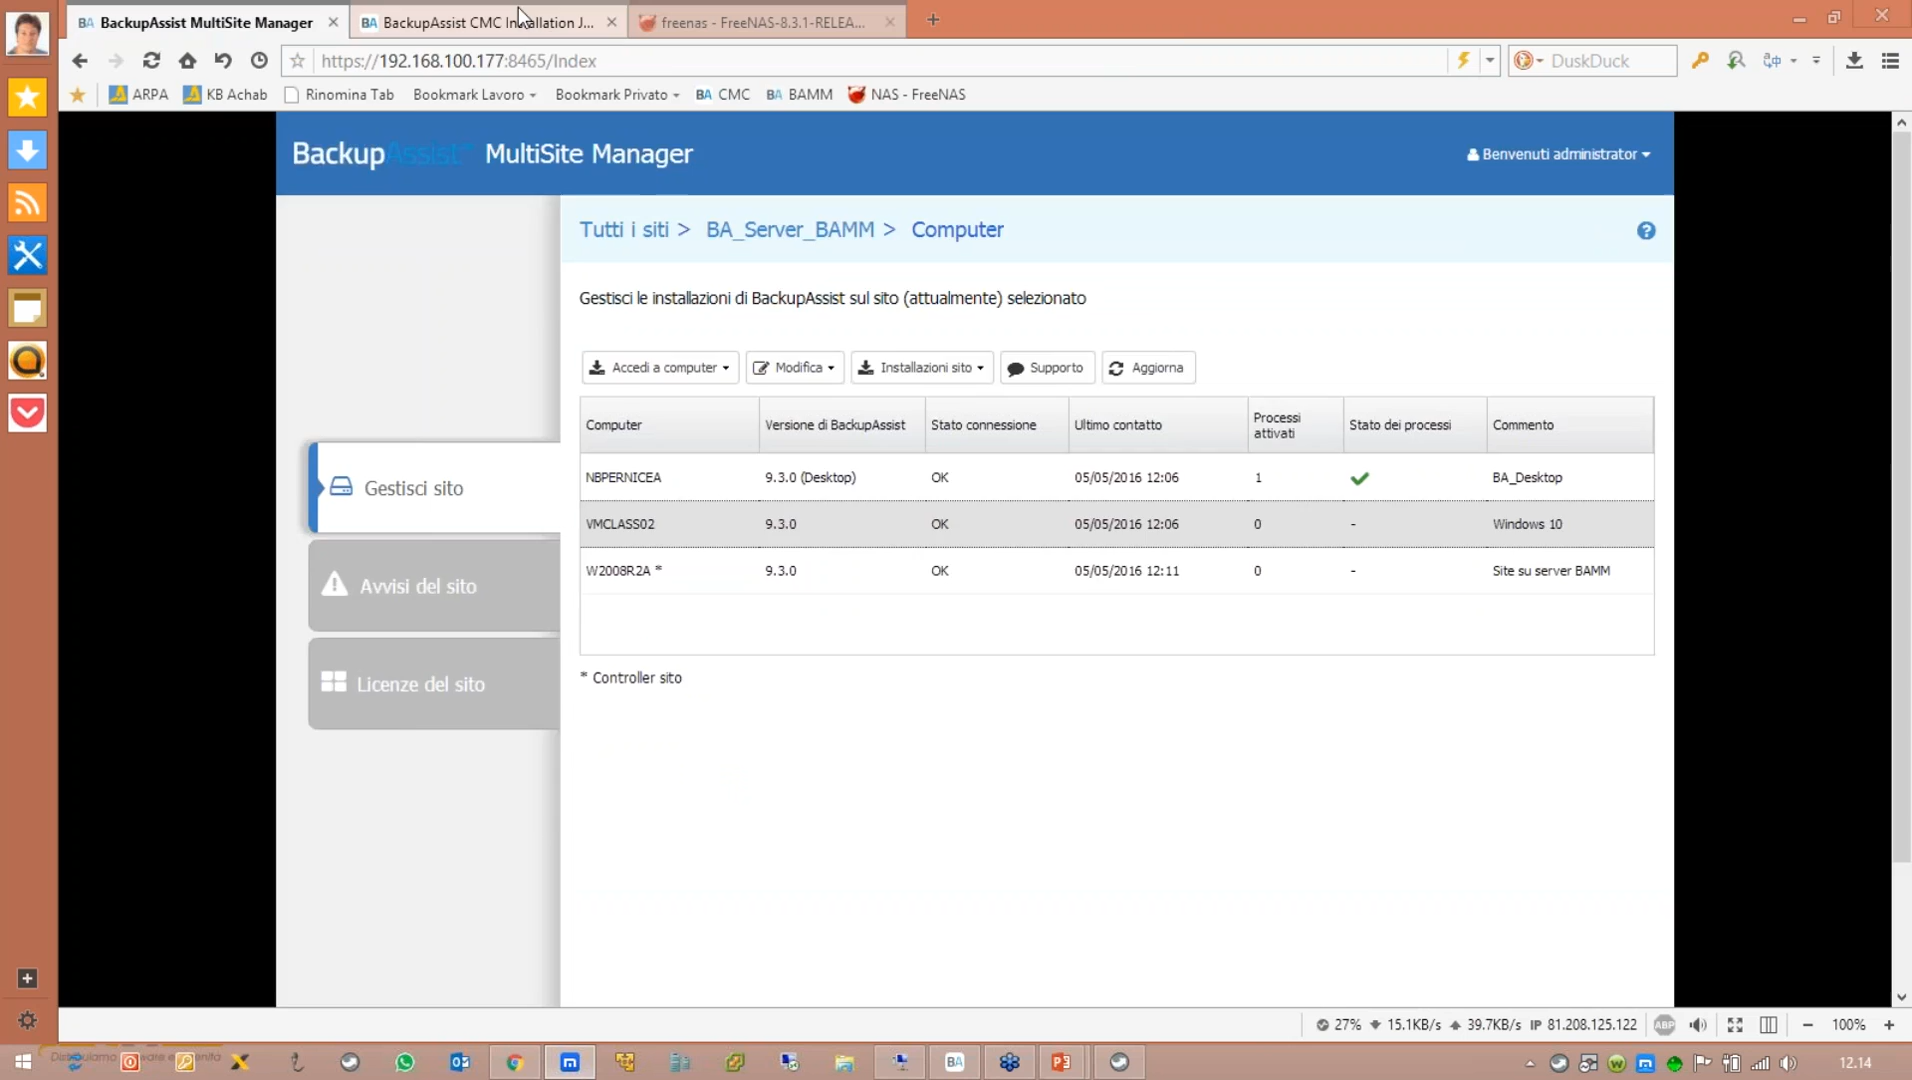 BA BackupAssist MultiSite Manager
BA BackupAssist CMC Installation J...
freenas - FreeNAS-8.3.1-RELEA...
https://192.168.100.177:8465/Index
DuskDuck
ARPA
KB Achab
Rinomina Tab
Bookmark Lavoro
Bookmark Privato
BA CMC
BA BAMM
NAS - FreeNAS
BackupAssist MultiSite Manager
Benvenuti administrator
Tutti i siti > BA_Server_BAMM > Computer
Gestisci le installazioni di BackupAssist sul sito (attualmente) selezionato
Accedi a computer
Modifica
Installazioni sito
Supporto
Aggiorna
Computer Versione di BackupAssist Stato connessione Ultimo contatto Processi attivati Stato dei processi Commento
NBPERNICEA 9.3.0 (Desktop) OK 05/05/2016 12:06 1 BA_Desktop
VMCLASS02 9.3.0 OK 05/05/2016 12:06 0 - Windows 10
W2008R2A * 9.3.0 OK 05/05/2016 12:11 0 - Site su server BAMM
* Controller sito
Gestisci sito
Avvisi del sito
Licenze del sito
27% 15.1KB/s 39.7KB/s IP 81.208.125.122 ABP 100%
BA
12.14